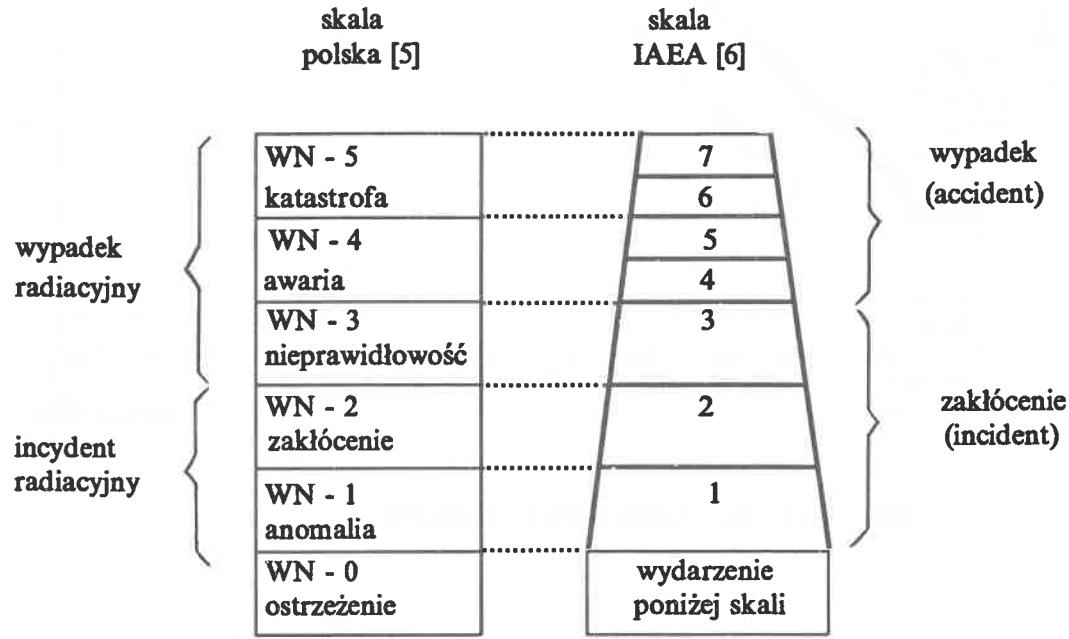 skala
polska [5]
skala
IAEA [6]
wypadek
radiacyjny
incydent
radiacyjny
WN - 5
katastrofa
WN - 4
awaria
WN - 3
nieprawidłowość
WN - 2
zakłócenie
WN - 1
anomalia
WN - 0
ostrzeżenie
7
6
5
4
3
2
1
wydarzenie
poniżej skali
wypadek
(accident)
zakłócenie
(incident)